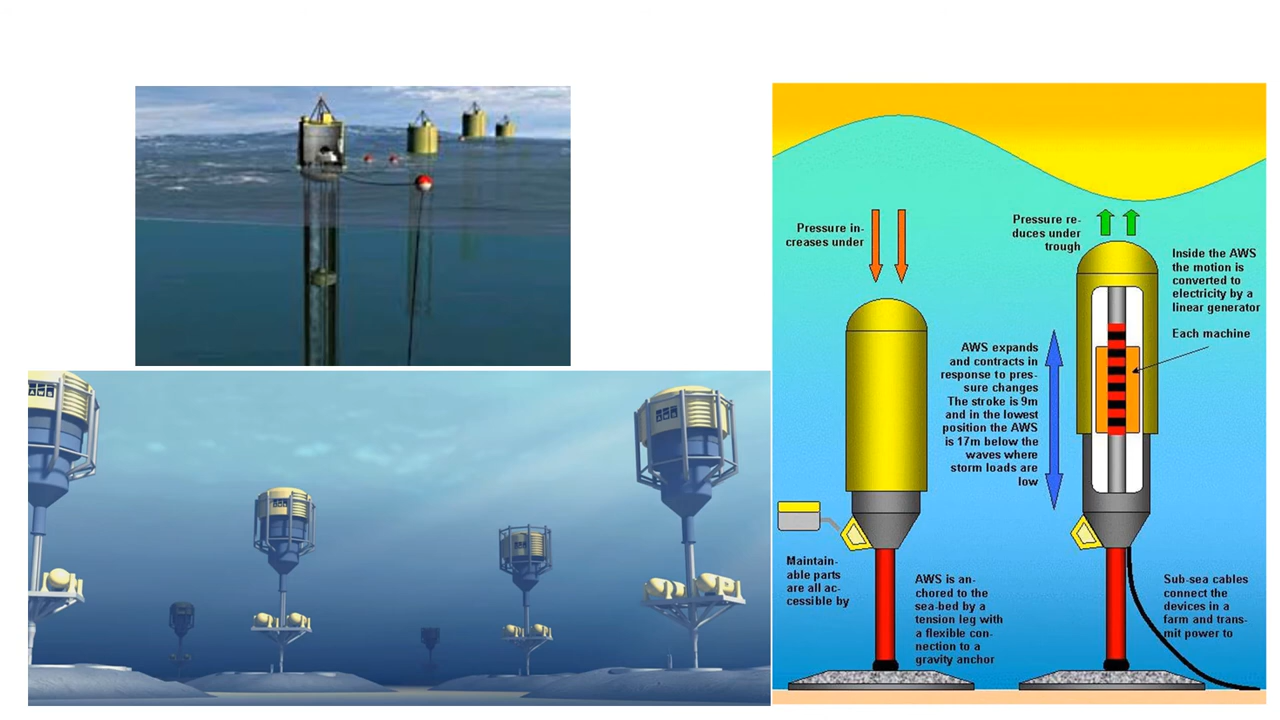 Pressure in-
creases under
Pressure re-
duces under
trough
Inside the AWS
the motion is
converted to
electricity by a
linear generator
Each machine
AWS expands
and contracts in
response to pres-
sure changes
The stroke is 9m
and in the lowest
position the AWS
is 17m below the
waves where
storm loads are
low
Maintain-
able parts
are all ac-
cessible by
AWS is an-
chored to the
sea-bed by a
tension leg with
a flexible con-
nection to a
gravity anchor
Sub-sea cables
connect the
devices in a
farm and trans-
mit power to
AWS